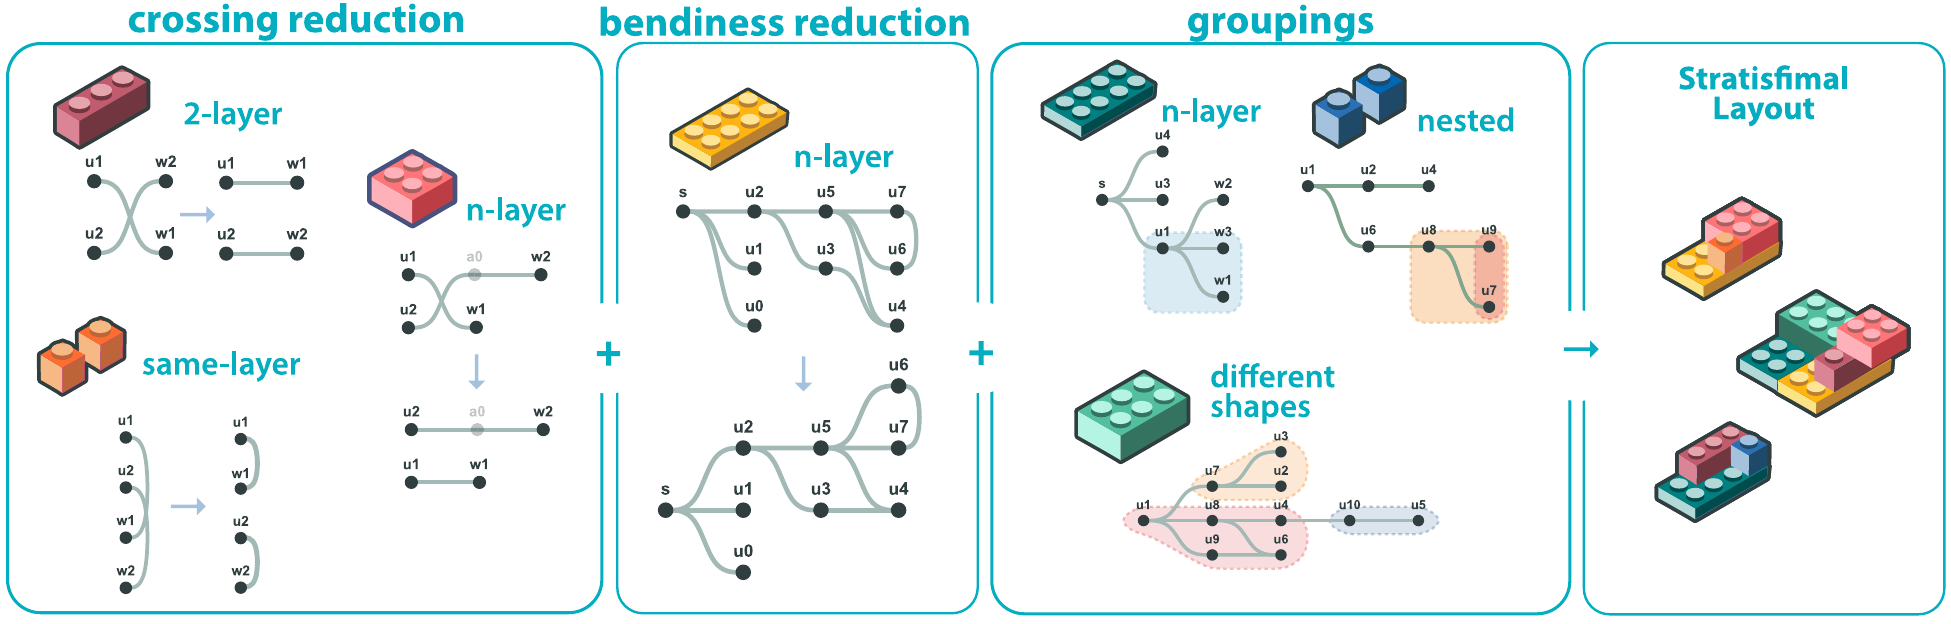 crossing reduction
2-layer
u1 w2 u1 w1
u2 w1 u2 w2
n-layer
u1 a0 w2
u2 w1
u2 a0 w2
u1 w1
same-layer
u1 u1
u2 w1
w1 u2
w2 w2
+
bendiness reduction
n-layer
s u2 u5 u7
u1 u3 u6
u0 u4
u6
u2 u5 u7
s u1 u3 u4
u0
+
groupings
n-layer
u4
s u3 w2
u1 w3
w1
nested
u1 u2 u4
u6 u8 u9
u7
different
shapes
u3
u7 u2
u1 u8 u4 u10 u5
u9 u6
Stratisfimal
Layout